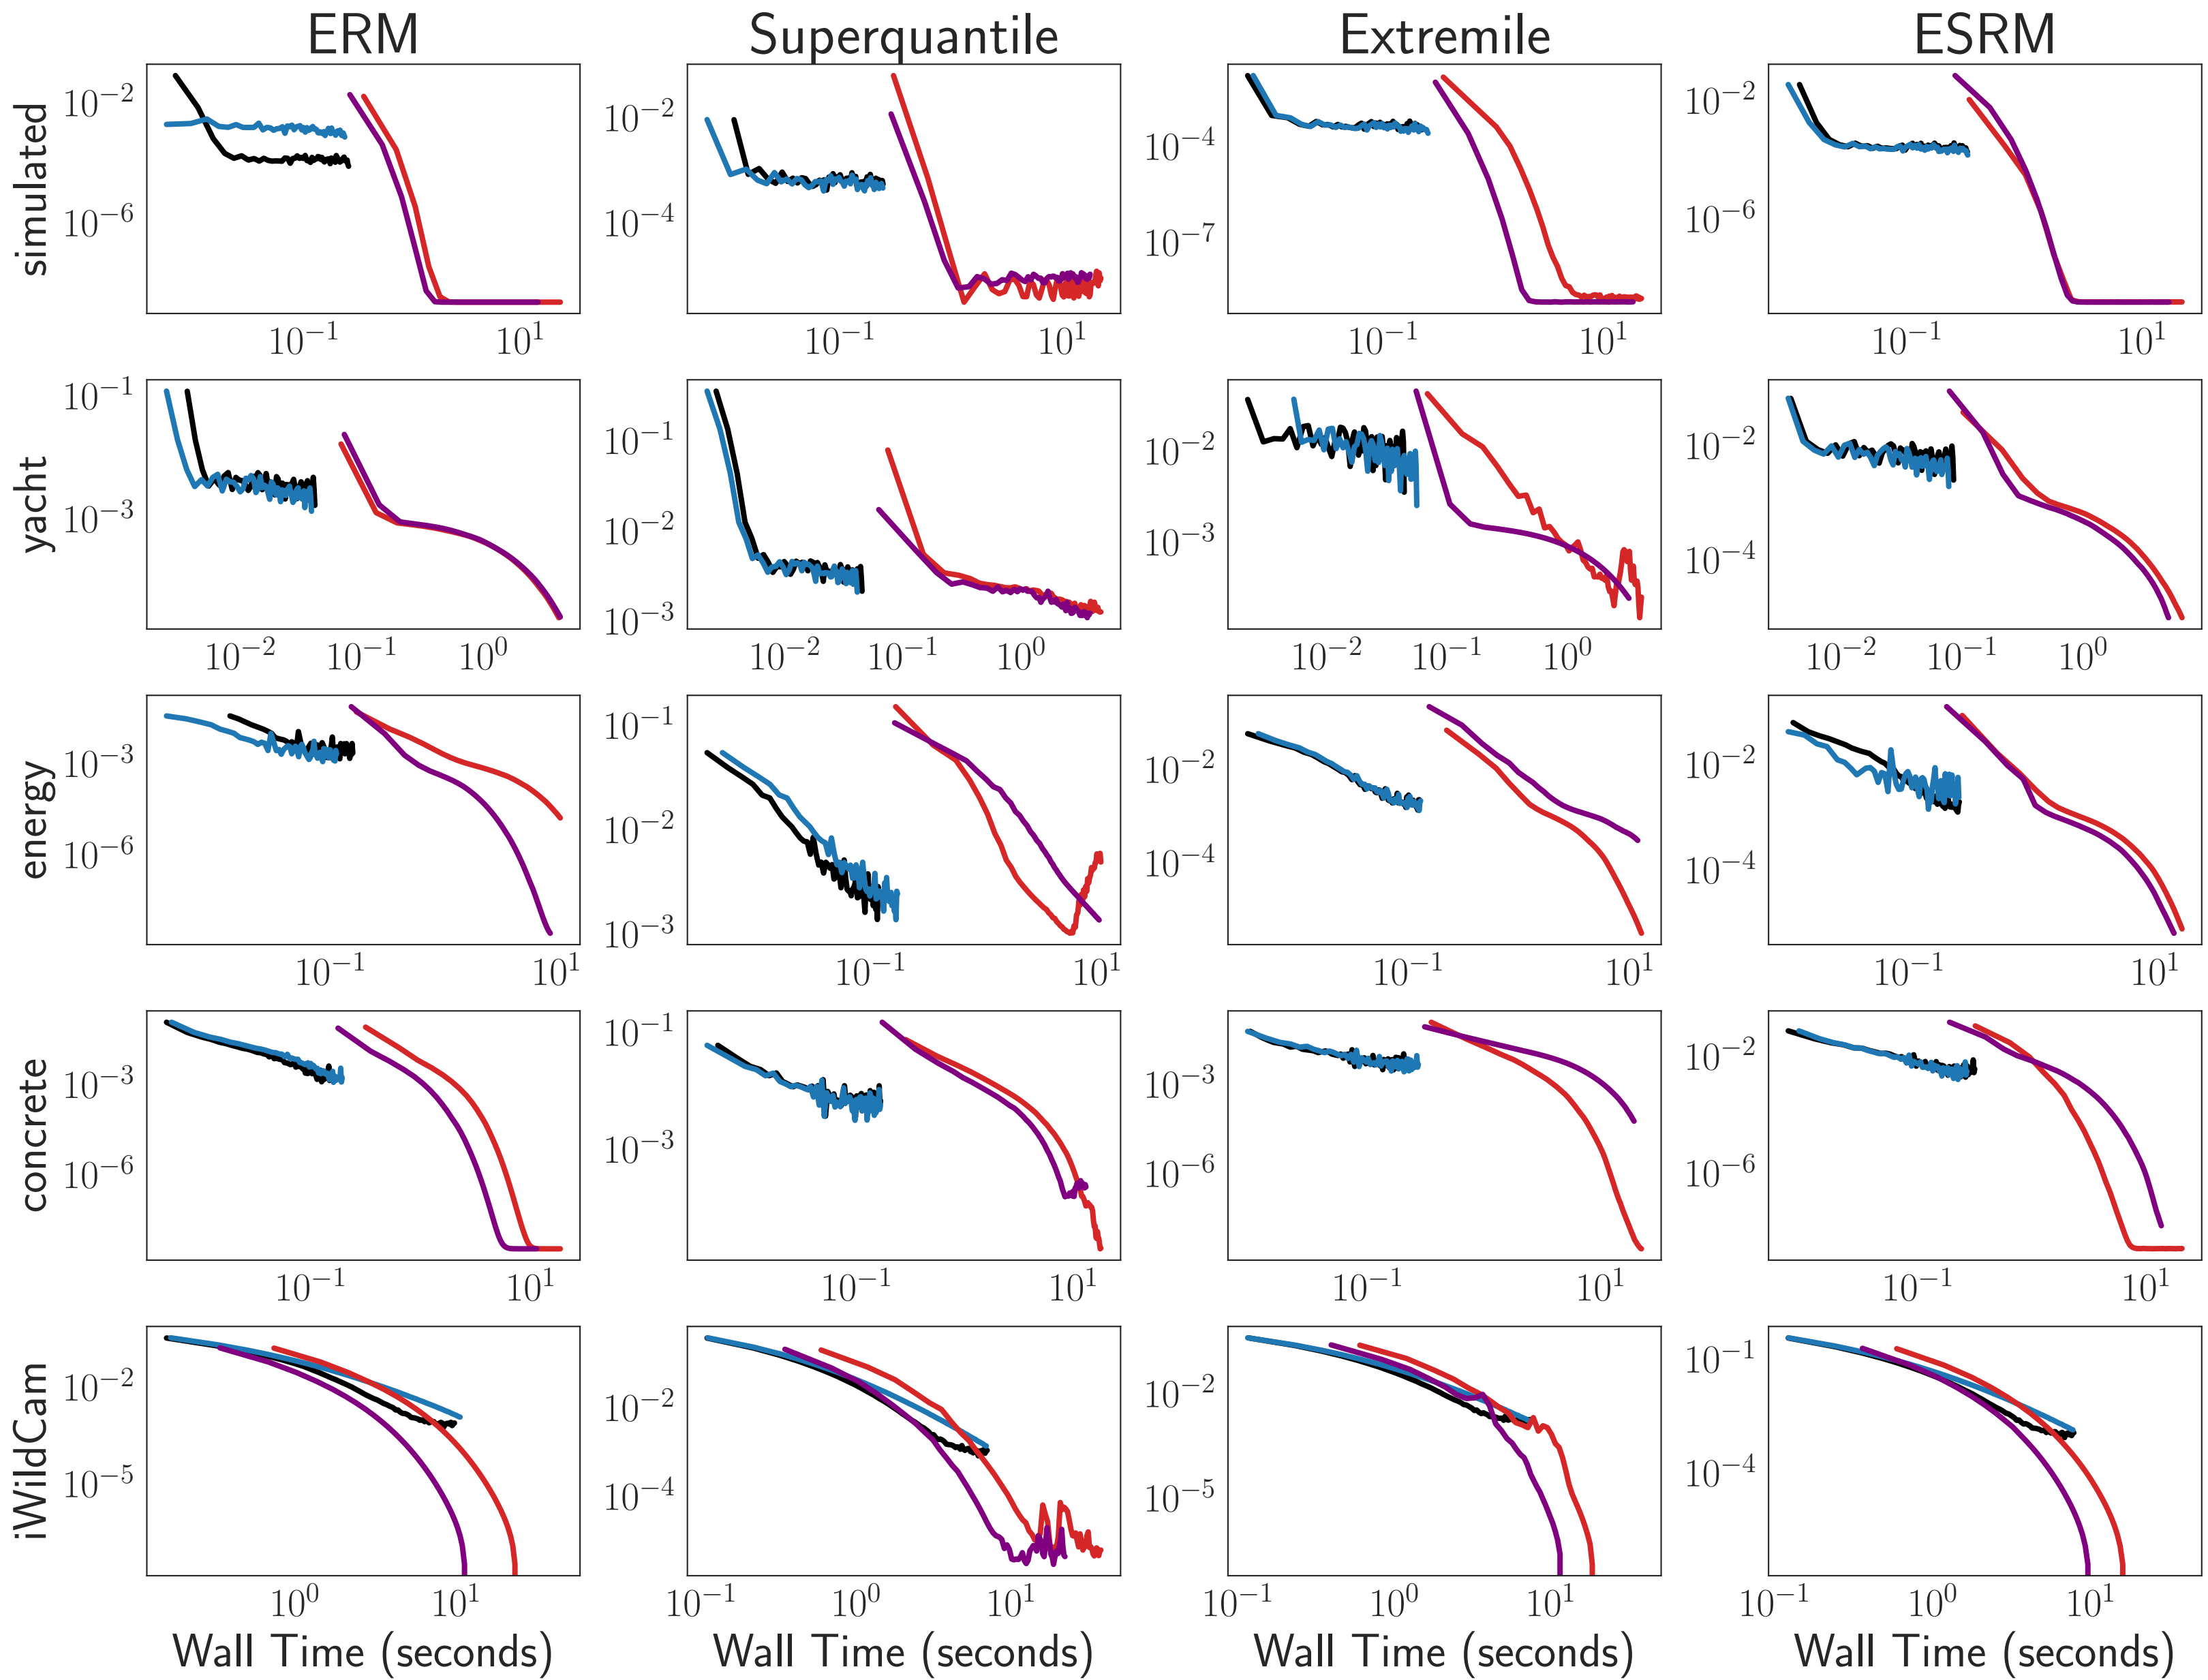 ERM Superquantile Extremile ESRM
simulated
10^{-2} 10^{-6}
10^{-2} 10^{-4}
10^{-4} 10^{-7}
10^{-2} 10^{-6}
10^{-1} 10^{1} 10^{-1} 10^{1} 10^{-1} 10^{1} 10^{-1} 10^{1}
yacht
10^{-1} 10^{-3}
10^{-1} 10^{-2} 10^{-3}
10^{-2} 10^{-3}
10^{-2} 10^{-4}
10^{-2} 10^{-1} 10^{0} 10^{-2} 10^{-1} 10^{0} 10^{-2} 10^{-1} 10^{0} 10^{-2} 10^{-1} 10^{0}
energy
10^{-3} 10^{-6}
10^{-1} 10^{-2} 10^{-3}
10^{-2} 10^{-4}
10^{-2} 10^{-4}
10^{-1} 10^{1} 10^{-1} 10^{1} 10^{-1} 10^{1} 10^{-1} 10^{1}
concrete
10^{-3} 10^{-6}
10^{-1} 10^{-3}
10^{-3} 10^{-6}
10^{-2} 10^{-6}
10^{-1} 10^{1} 10^{-1} 10^{1} 10^{-1} 10^{1} 10^{-1} 10^{1}
iWildCam
10^{-2} 10^{-5}
10^{-2} 10^{-4}
10^{-2} 10^{-5}
10^{-1} 10^{-4}
10^{0} 10^{1} 10^{-1} 10^{0} 10^{1} 10^{-1} 10^{0} 10^{1} 10^{-1} 10^{0} 10^{1}
Wall Time (seconds) Wall Time (seconds) Wall Time (seconds) Wall Time (seconds)